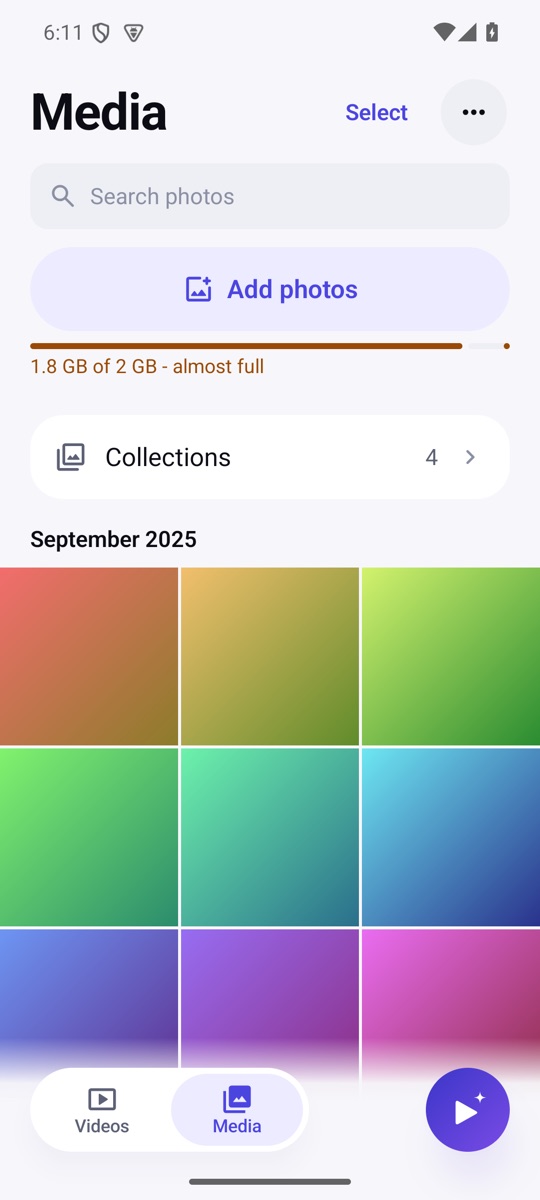 6:11
Media
Select
Search photos
Add photos
1.8 GB of 2 GB - almost full
Collections
4
September 2025
Videos
Media